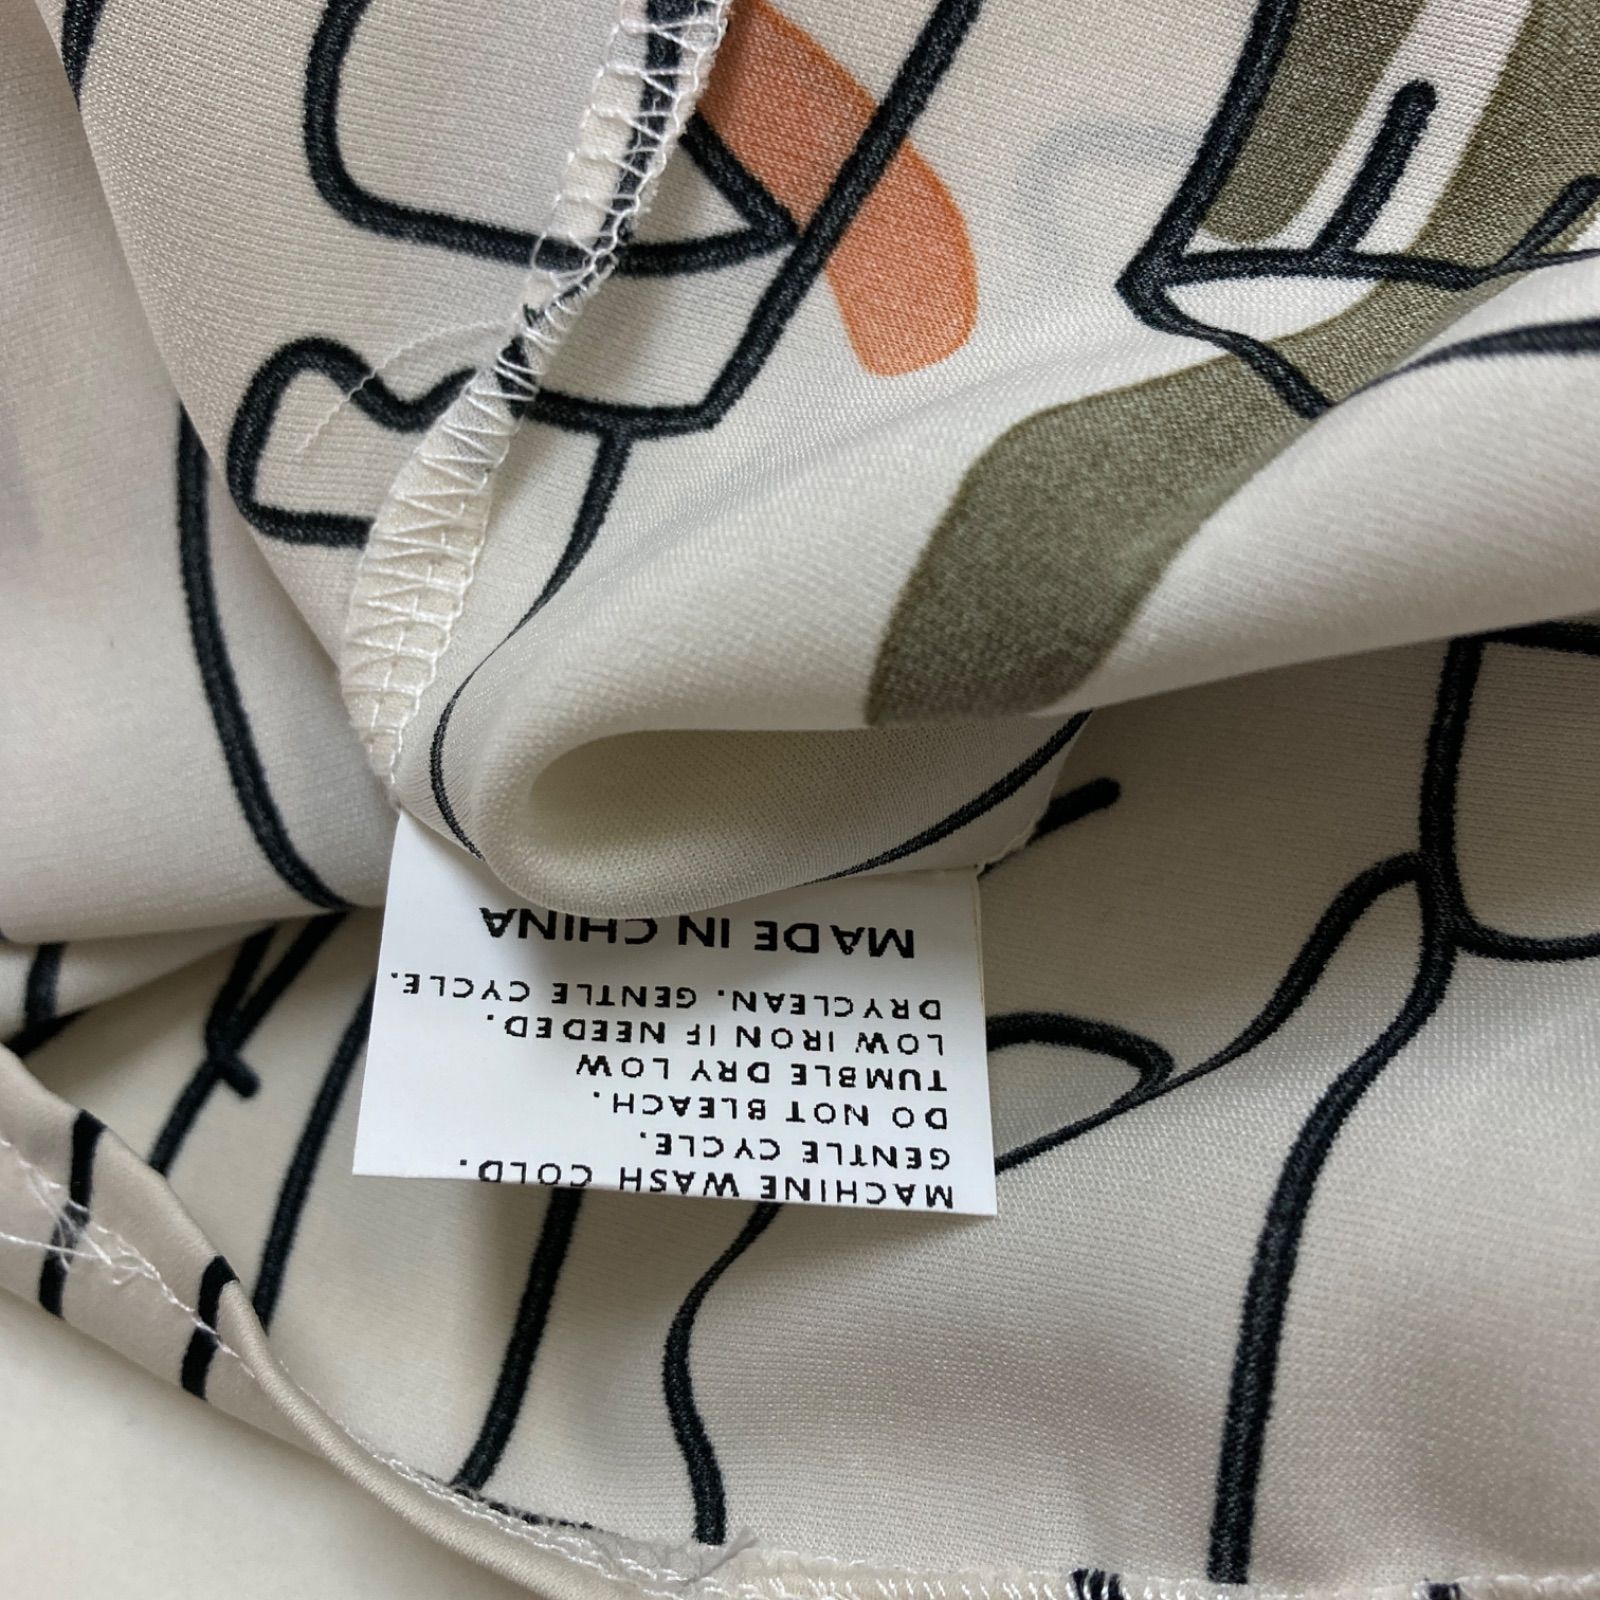 MACHINE WASH COLD.
GENTLE CYCLE.
DO NOT BLEACH.
TUMBLE DRY LOW
LOW IRON IF NEEDED.
DRYCLEAN. GENTLE CYCLE.
MADE IN CHINA